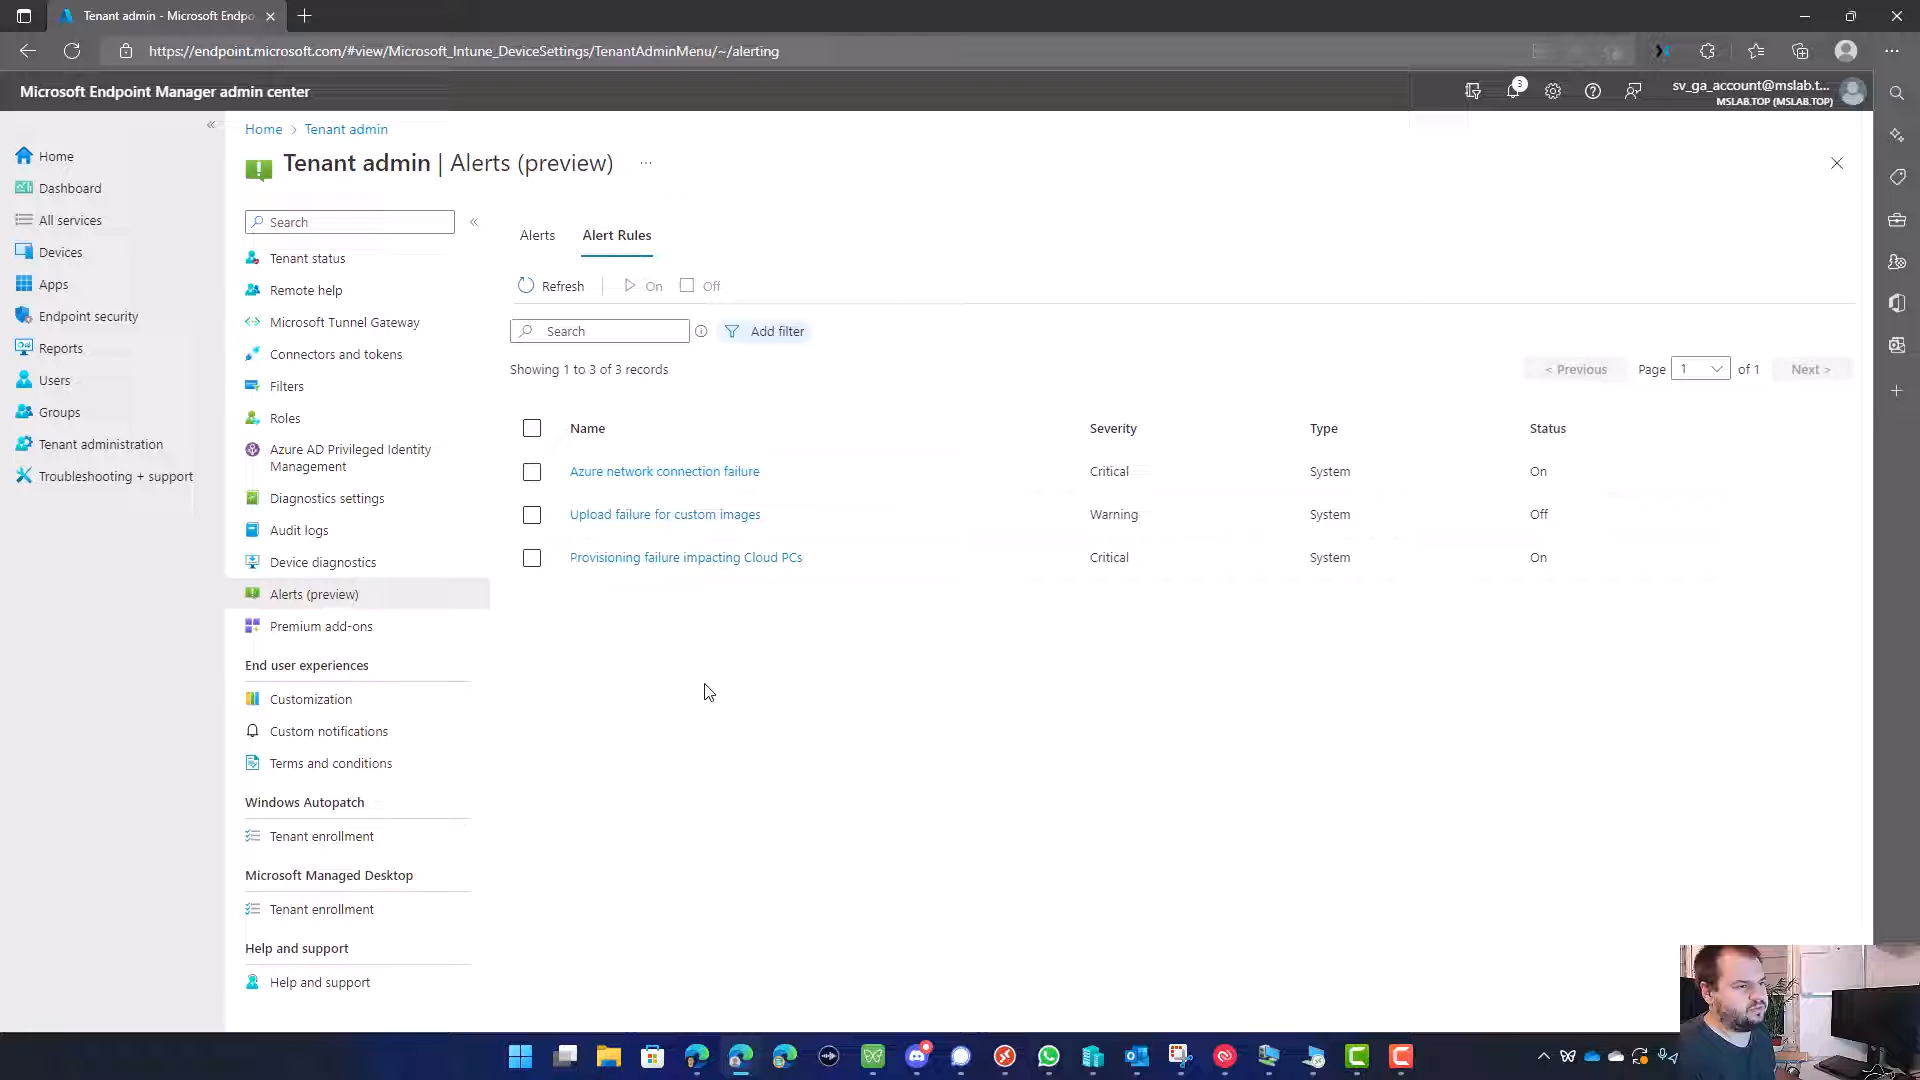 Tenant admin - Microsoft Endpo
https://endpoint.microsoft.com/#view/Microsoft_Intune_DeviceSettings/TenantAdminMenu/~/alerting
Microsoft Endpoint Manager admin center
3
sv_ga_account@mslab.t...
MSLAB.TOP (MSLAB.TOP)
Home
Dashboard
All services
Devices
Apps
Endpoint security
Reports
Users
Groups
Tenant administration
Troubleshooting + support
Home > Tenant admin
Tenant admin | Alerts (preview)
Search
Tenant status
Remote help
Microsoft Tunnel Gateway
Connectors and tokens
Filters
Roles
Azure AD Privileged Identity
Management
Diagnostics settings
Audit logs
Device diagnostics
Alerts (preview)
Premium add-ons
End user experiences
Customization
Custom notifications
Terms and conditions
Windows Autopatch
Tenant enrollment
Microsoft Managed Desktop
Tenant enrollment
Help and support
Help and support
Alerts Alert Rules
Refresh On Off
Search Add filter
Showing 1 to 3 of 3 records
< Previous Page 1 of 1 Next >
Name Severity Type Status
Azure network connection failure Critical System On
Upload failure for custom images Warning System Off
Provisioning failure impacting Cloud PCs Critical System On